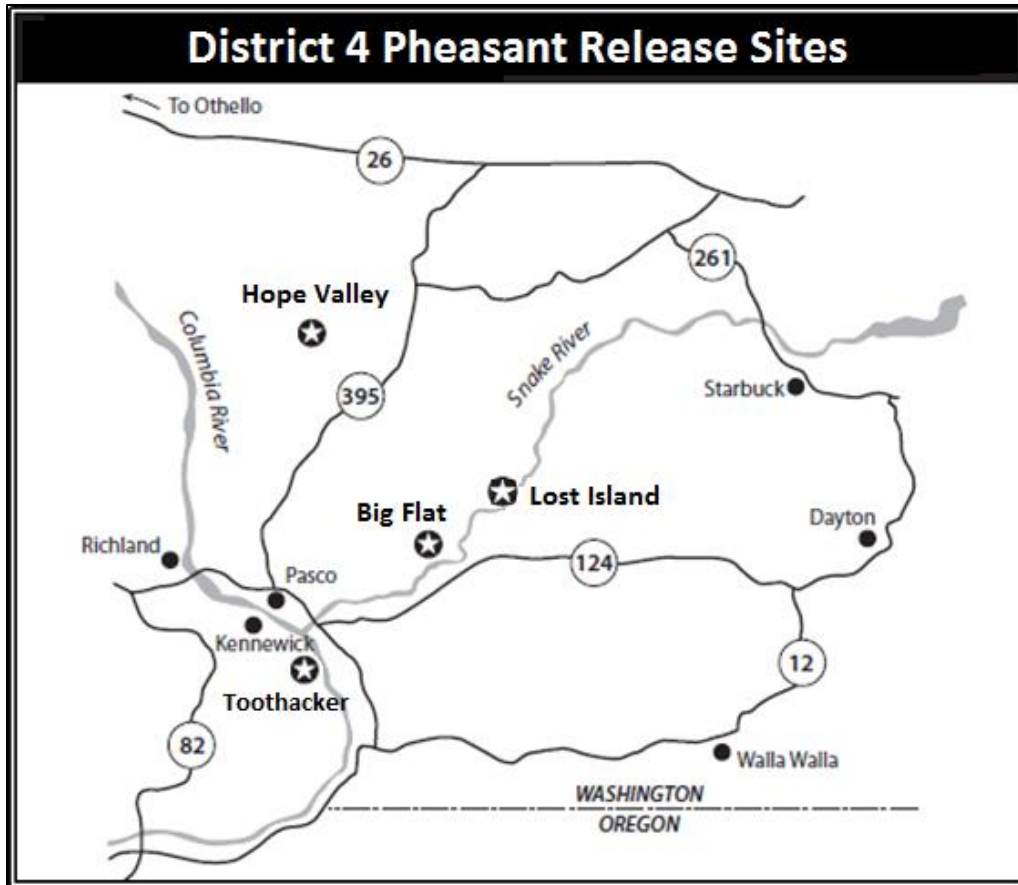 District 4 Pheasant Release Sites
To Othello
26
261
Hope Valley
Columbia River
Snake River
395
Starbuck
Lost Island
Big Flat
Dayton
Richland
124
Pasco
Kennewick
12
Toothacker
82
Walla Walla
WASHINGTON
OREGON